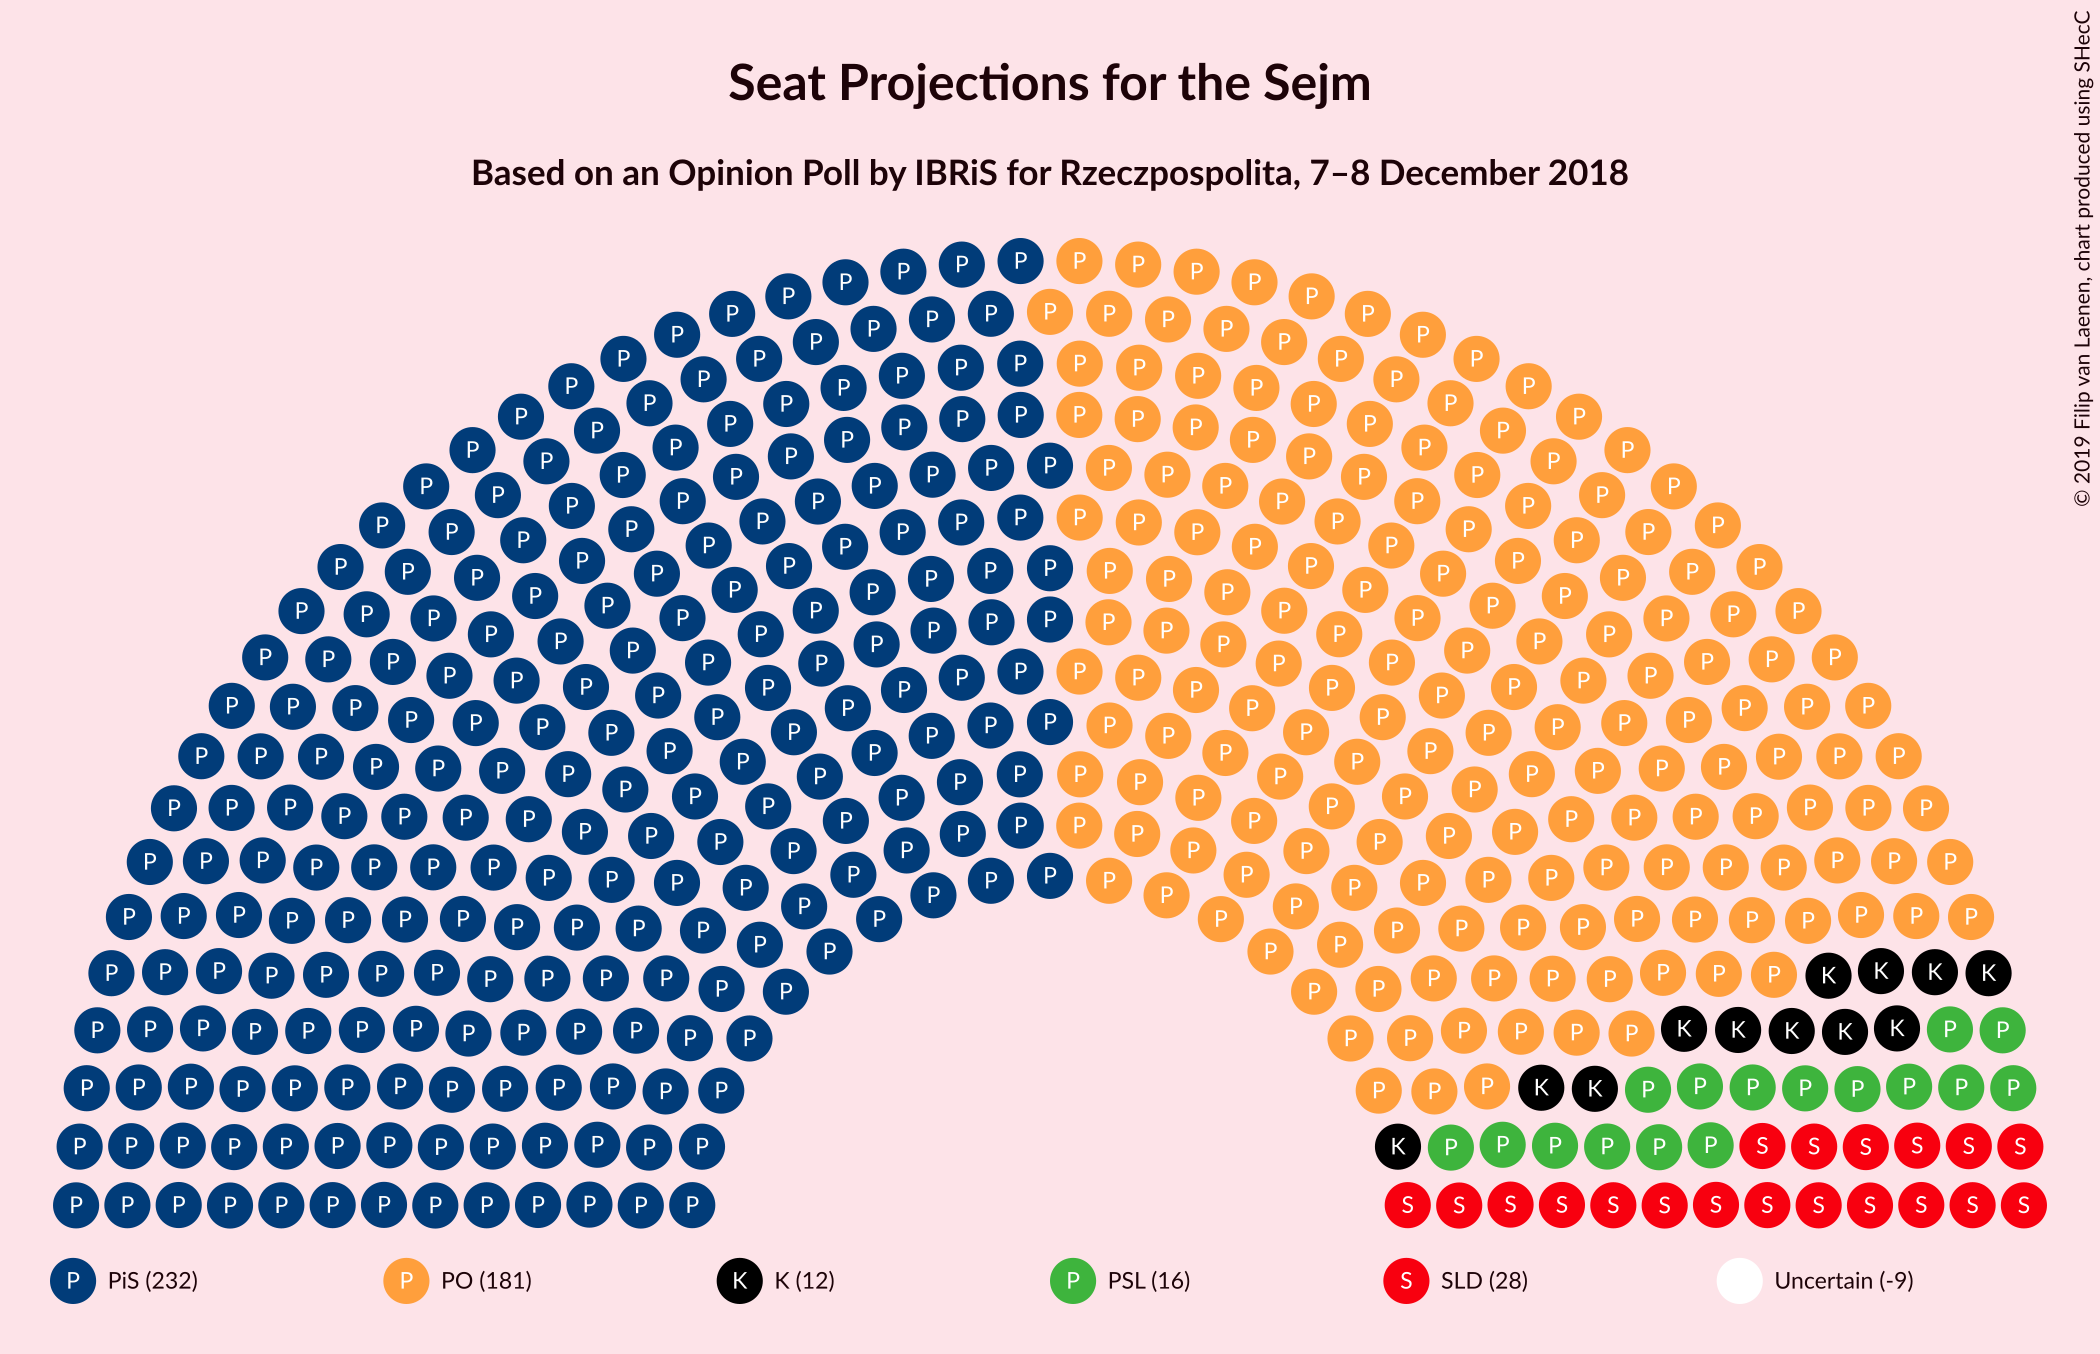 Seat Projections for the Sejm
Based on an Opinion Poll by IBRiS for Rzeczpospolita, 7–8 December 2018
© 2019 Filip van Laenen, chart produced using SHecC
P PiS (232)
P PO (181)
K K (12)
P PSL (16)
S SLD (28)
Uncertain (-9)